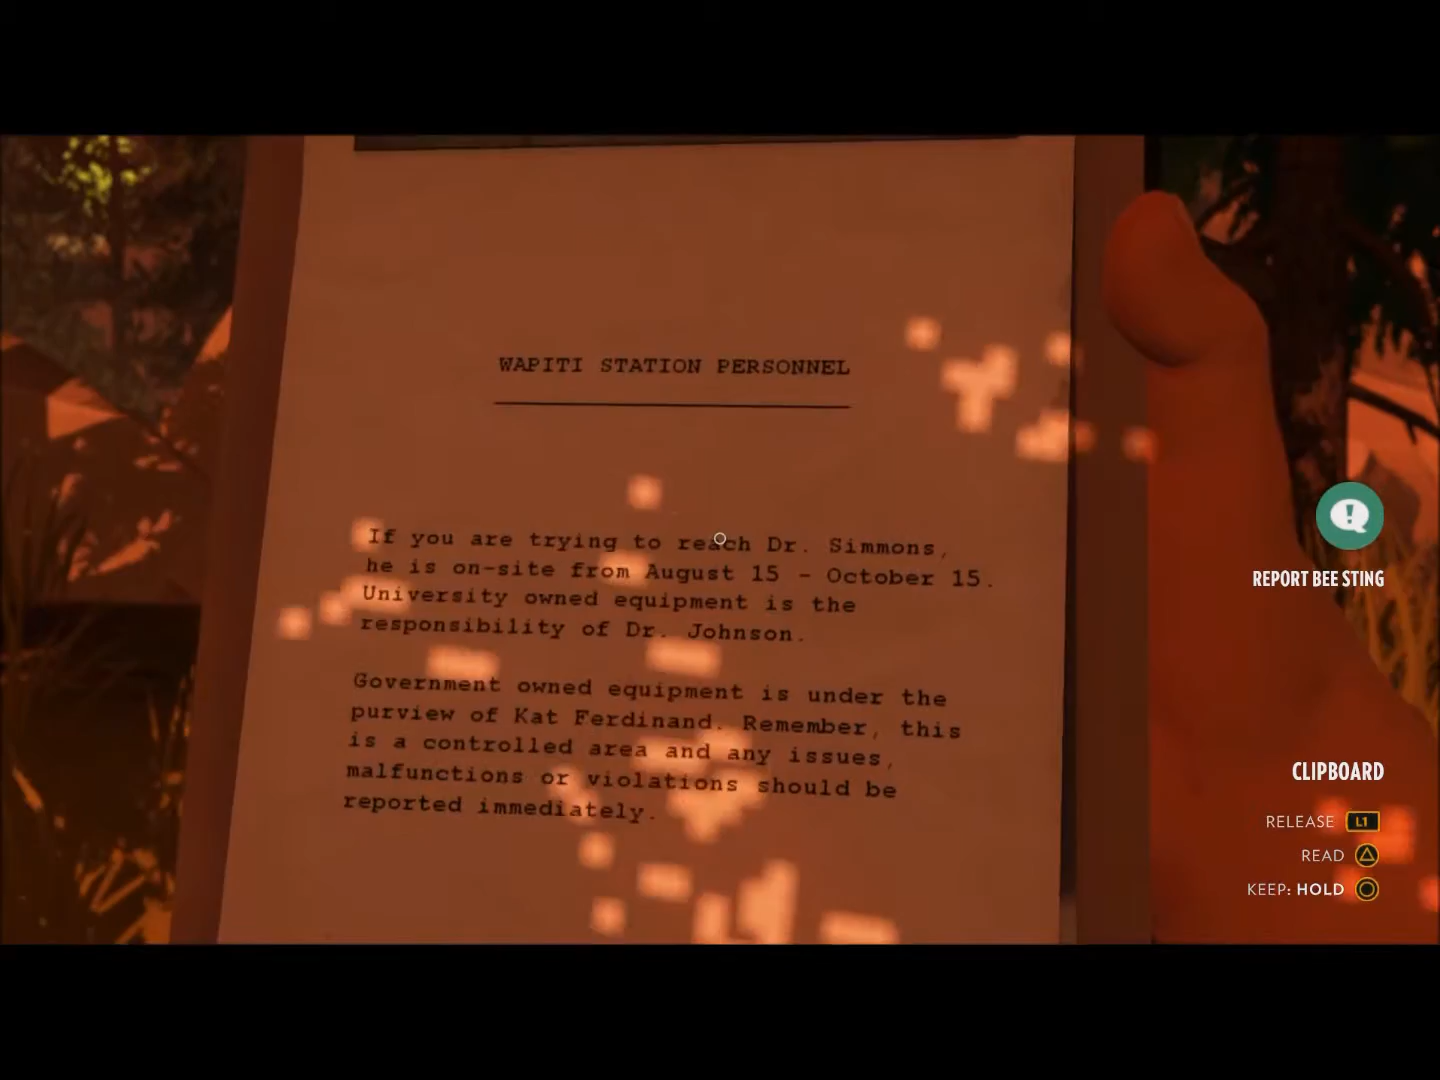 WAPITI STATION PERSONNEL
If you are trying to reach Dr. Simmons,
he is on-site from August 15 - October 15.
University owned equipment is the
responsibility of Dr. Johnson.
Government owned equipment is under the
purview of Kat Ferdinand. Remember, this
is a controlled area and any issues,
malfunctions or violations should be
reported immediately.
REPORT BEE STING
CLIPBOARD
RELEASE L1
READ
KEEP: HOLD